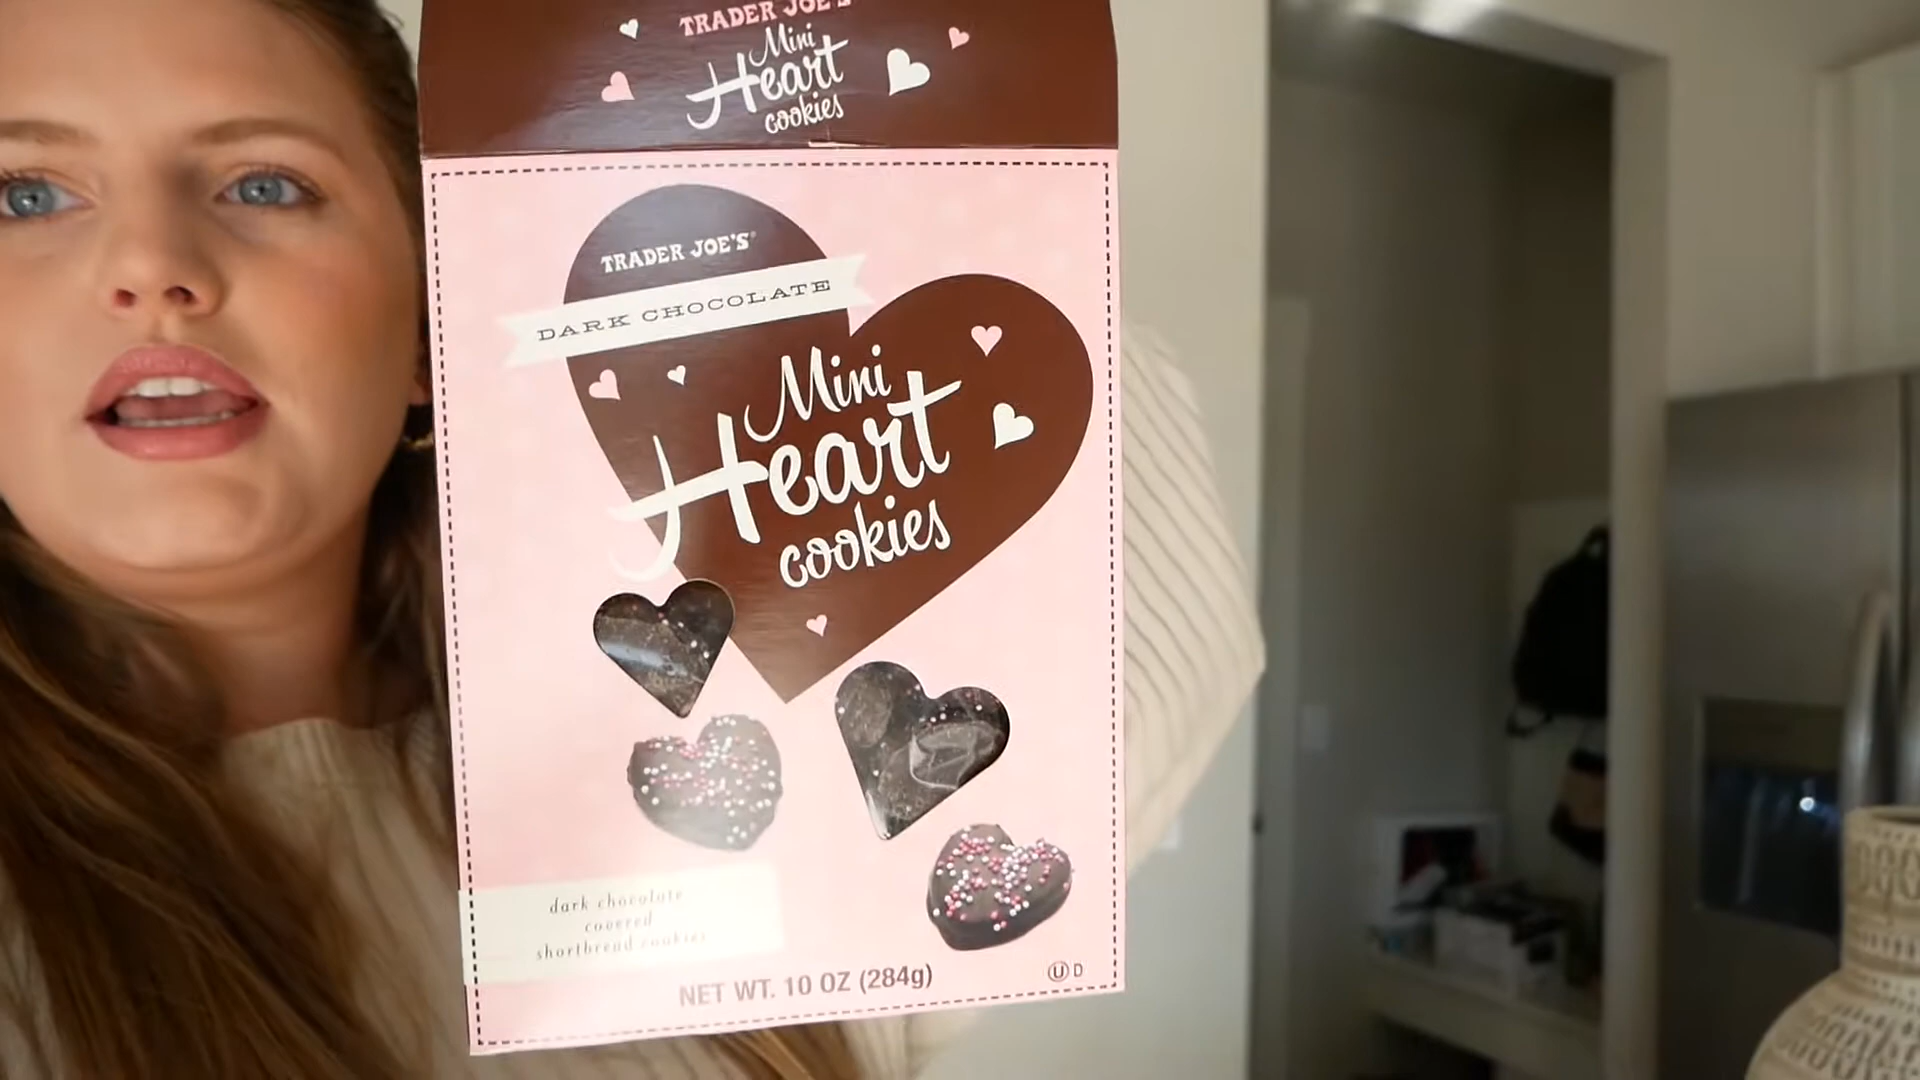 TRADER JOE'S
Mini
Heart
cookies
TRADER JOE'S®
DARK CHOCOLATE
Mini
Heart
cookies
dark chocolate
covered
shortbread cookies
NET WT. 10 OZ (284g)
Ⓤ D